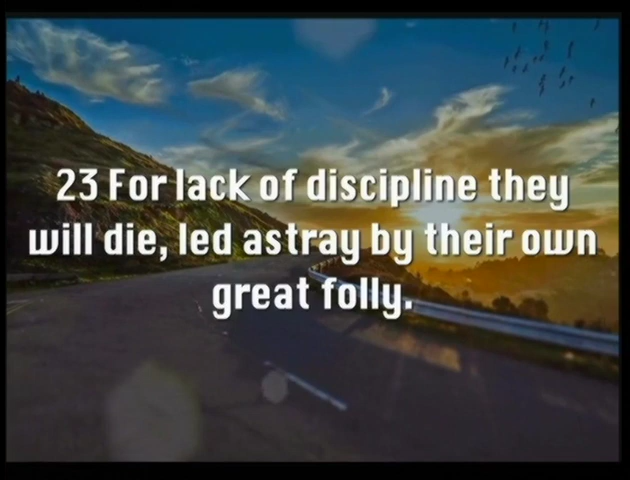 23 For lack of discipline they
will die, led astray by their own
great folly.